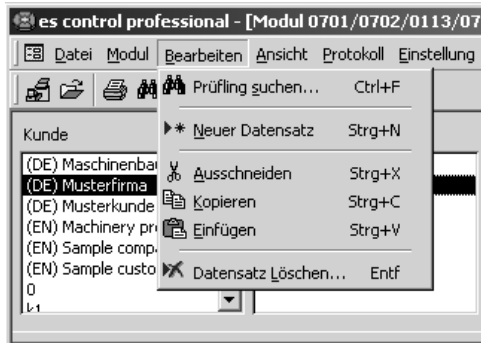 es control professional - [Modul 0701/0702/0113/07
Datei Modul Bearbeiten Ansicht Protokoll Einstellung
Prüfling suchen... Ctrl+F
Neuer Datensatz Strg+N
Ausschneiden Strg+X
Kopieren Strg+C
Einfügen Strg+V
Datensatz Löschen... Entf
Kunde
(DE) Maschinenba
(DE) Musterfirma
(DE) Musterkunde
(EN) Machinery pr
(EN) Sample comp
(EN) Sample custo
0
k1